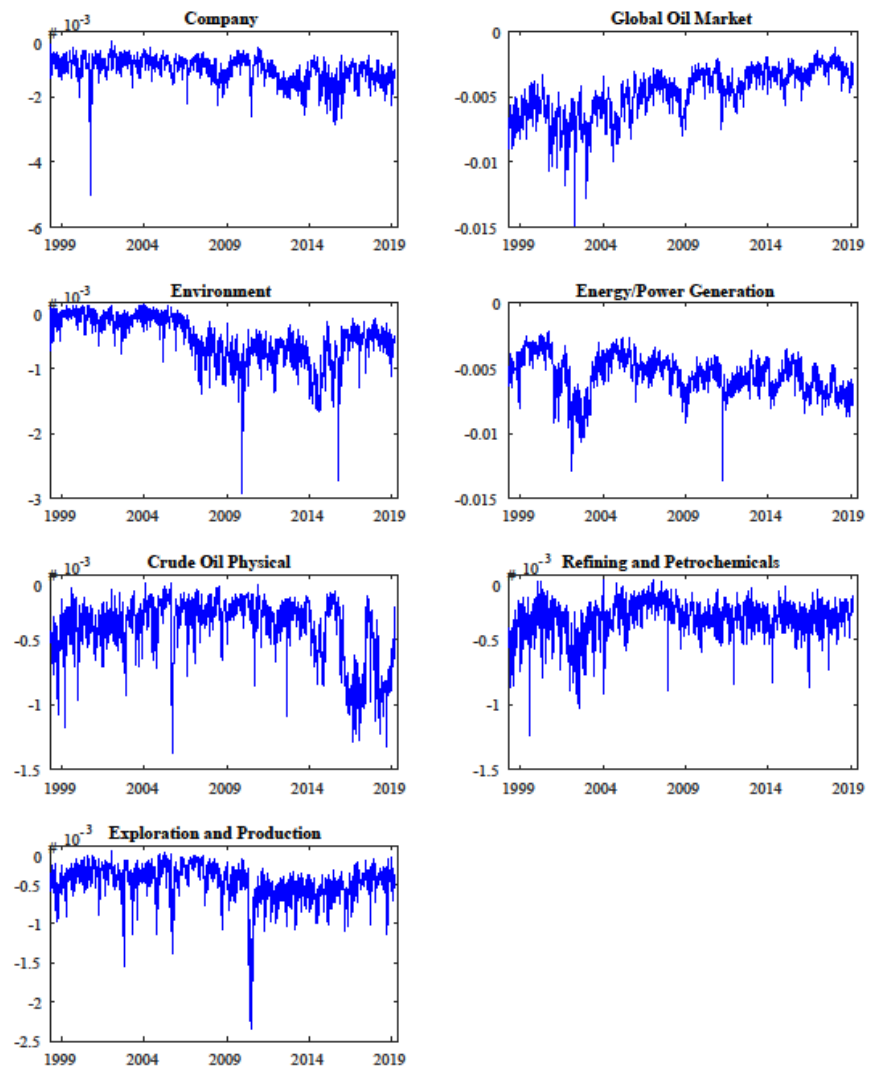 Company
# 10-3
0
-2
-4
-6
1999 2004 2009 2014 2019
Global Oil Market
0
-0.005
-0.01
-0.015
1999 2004 2009 2014 2019
Environment
# 10-3
0
-1
-2
-3
1999 2004 2009 2014 2019
Energy/Power Generation
0
-0.005
-0.01
-0.015
1999 2004 2009 2014 2019
Crude Oil Physical
# 10-3
0
-0.5
-1
-1.5
1999 2004 2009 2014 2019
Refining and Petrochemicals
# 10-3
0
-0.5
-1
-1.5
1999 2004 2009 2014 2019
Exploration and Production
# 10-3
0
-0.5
-1
-1.5
-2
-2.5
1999 2004 2009 2014 2019